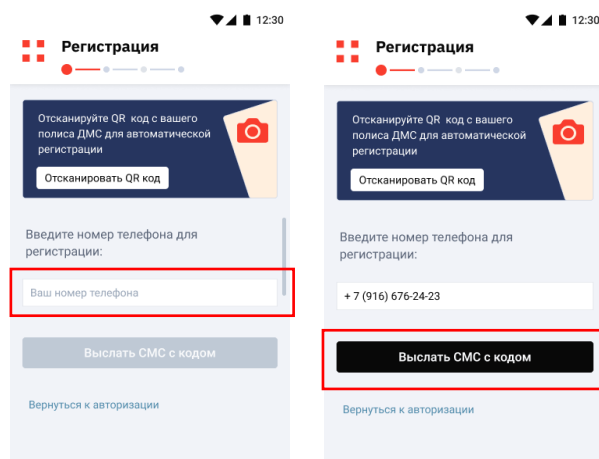 12:30
Регистрация
Отсканируйте QR код с вашего
полиса ДМС для автоматической
регистрации
Отсканировать QR код
Введите номер телефона для
регистрации:
Ваш номер телефона
Выслать СМС с кодом
Вернуться к авторизации
12:30
Регистрация
Отсканируйте QR код с вашего
полиса ДМС для автоматической
регистрации
Отсканировать QR код
Введите номер телефона для
регистрации:
+ 7 (916) 676-24-23
Выслать СМС с кодом
Вернуться к авторизации